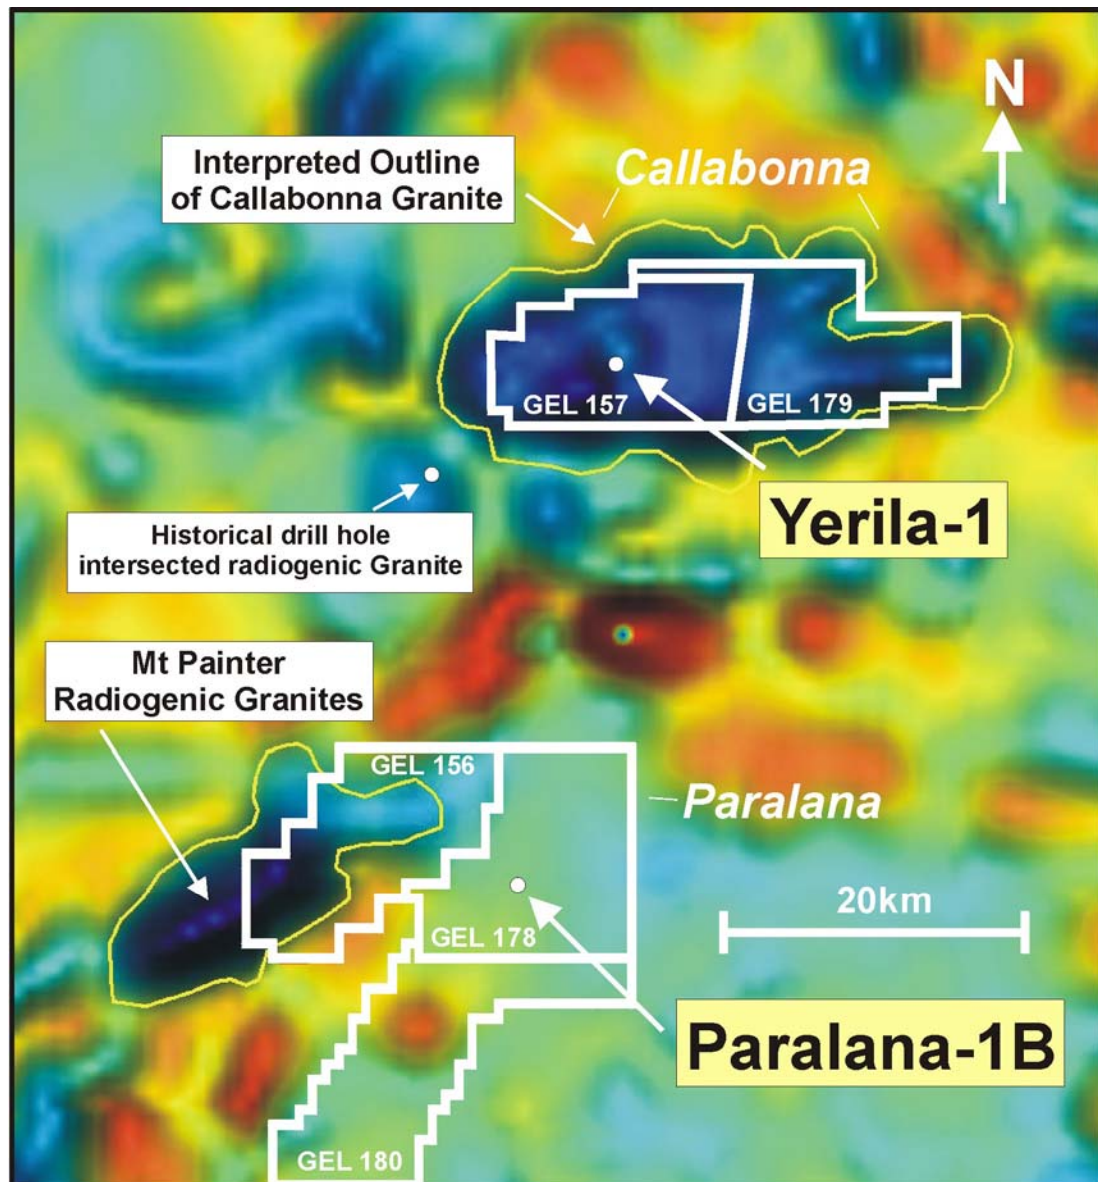 N
Interpreted Outline
of Callabonna Granite
Callabonna
GEL 157
GEL 179
Yerila-1
Historical drill hole
intersected radiogenic Granite
Mt Painter
Radiogenic Granites
GEL 156
Paralana
20km
GEL 178
Paralana-1B
GEL 180